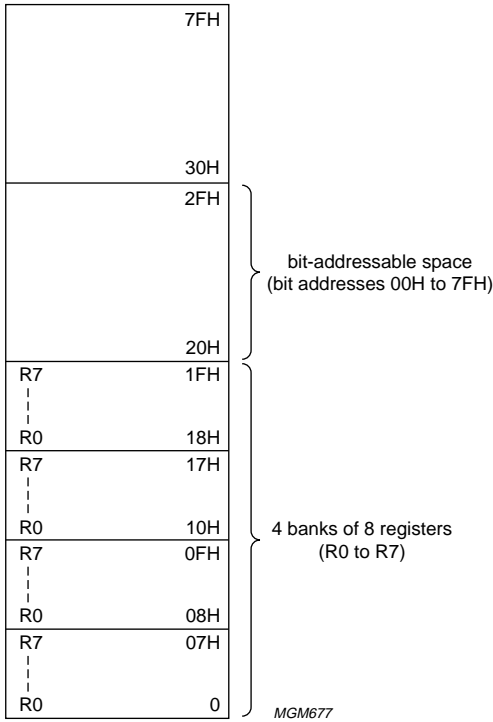 7FH
30H
2FH
bit-addressable space
(bit addresses 00H to 7FH)
20H
R7 1FH
R0 18H
R7 17H
R0 10H
4 banks of 8 registers
(R0 to R7)
R7 0FH
R0 08H
R7 07H
R0 0
MGM677